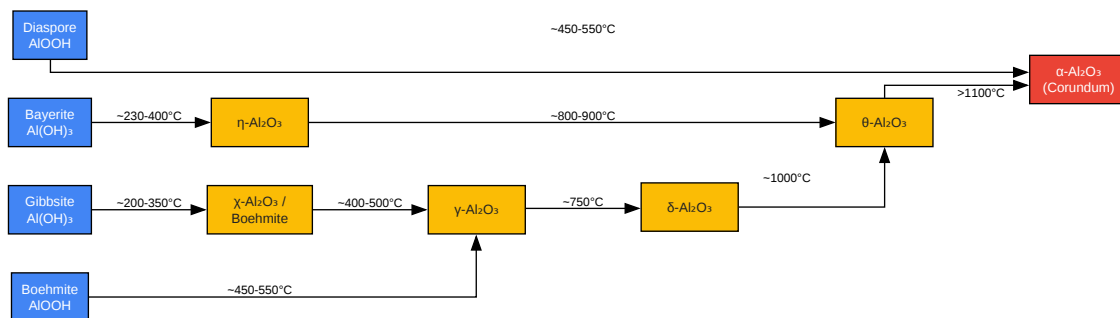 Diaspore
AlOOH
~450-550°C
α-Al₂O₃
(Corundum)
>1100°C
Bayerite
Al(OH)₃
~230-400°C
η-Al₂O₃
~800-900°C
θ-Al₂O₃
Gibbsite
Al(OH)₃
~200-350°C
χ-Al₂O₃ /
Boehmite
~400-500°C
γ-Al₂O₃
~750°C
δ-Al₂O₃
~1000°C
Boehmite
AlOOH
~450-550°C